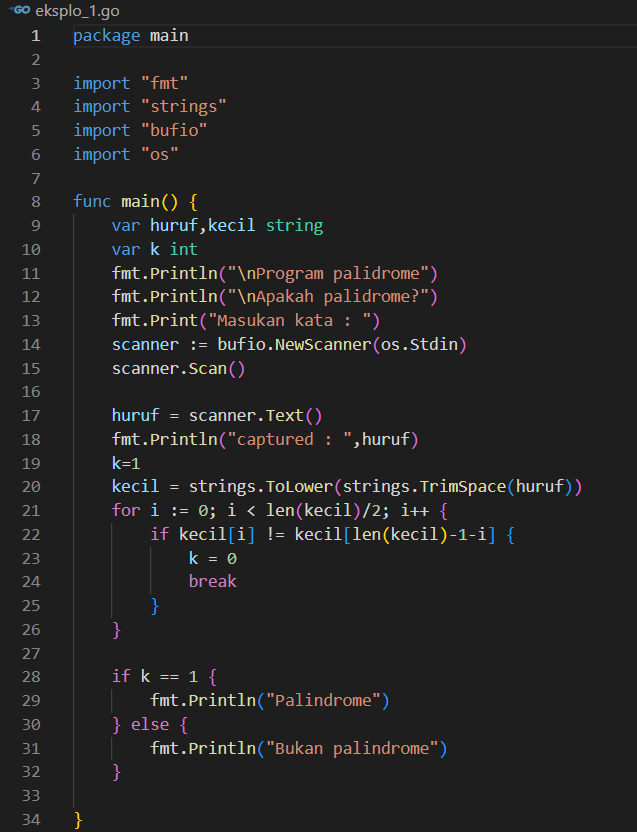 GO eksplo_1.go
1 package main
2
3 import "fmt"
4 import "strings"
5 import "bufio"
6 import "os"
7
8 func main() {
9 var huruf,kecil string
10 var k int
11 fmt.Println("\nProgram palidrome")
12 fmt.Println("\nApakah palidrome?")
13 fmt.Print("Masukan kata : ")
14 scanner := bufio.NewScanner(os.Stdin)
15 scanner.Scan()
16
17 huruf = scanner.Text()
18 fmt.Println("captured : ",huruf)
19 k=1
20 kecil = strings.ToLower(strings.TrimSpace(huruf))
21 for i := 0; i < len(kecil)/2; i++ {
22 if kecil[i] != kecil[len(kecil)-1-i] {
23 k = 0
24 break
25 }
26 }
27
28 if k == 1 {
29 fmt.Println("Palindrome")
30 } else {
31 fmt.Println("Bukan palindrome")
32 }
33
34 }